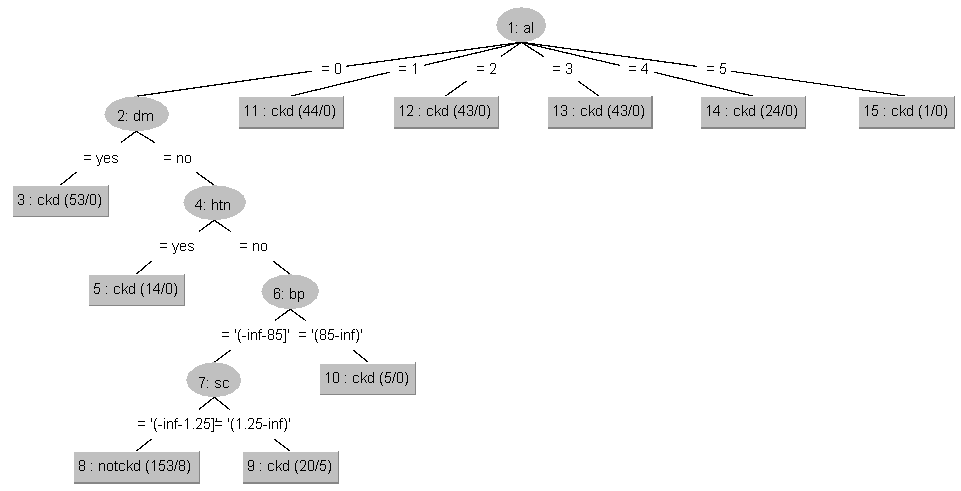 1: al
= 0 = 1 = 2 = 3 = 4 = 5
2: dm 11 : ckd (44/0) 12 : ckd (43/0) 13 : ckd (43/0) 14 : ckd (24/0) 15 : ckd (1/0)
= yes = no
3 : ckd (53/0) 4: htn
= yes = no
5 : ckd (14/0) 6: bp
= '(-inf-85]' = '(85-inf)'
7: sc 10 : ckd (5/0)
= '(-inf-1.25]' = '(1.25-inf)'
8 : notckd (153/8) 9 : ckd (20/5)